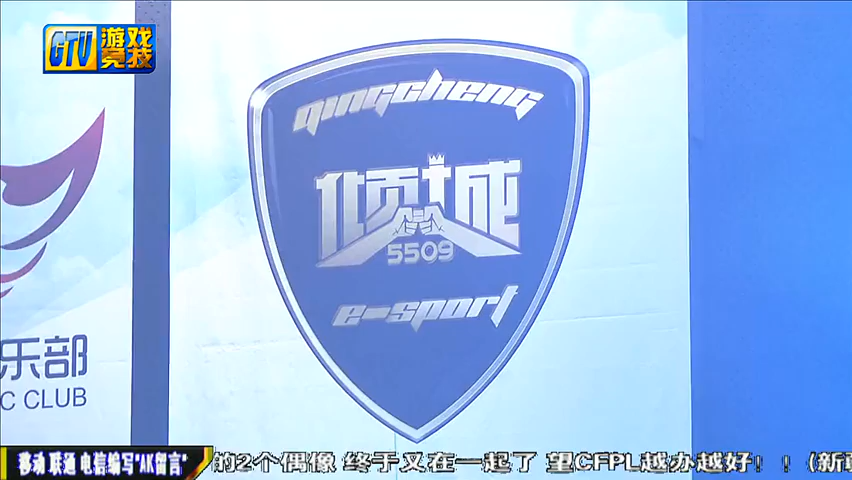 GTV 游戏
竞技
qingcheng
倾城
5509
e-sport
乐部
C CLUB
移动 联通 电信编写"AK留言"
的2个偶像 终于又在一起了 望CFPL越办越好！！(新